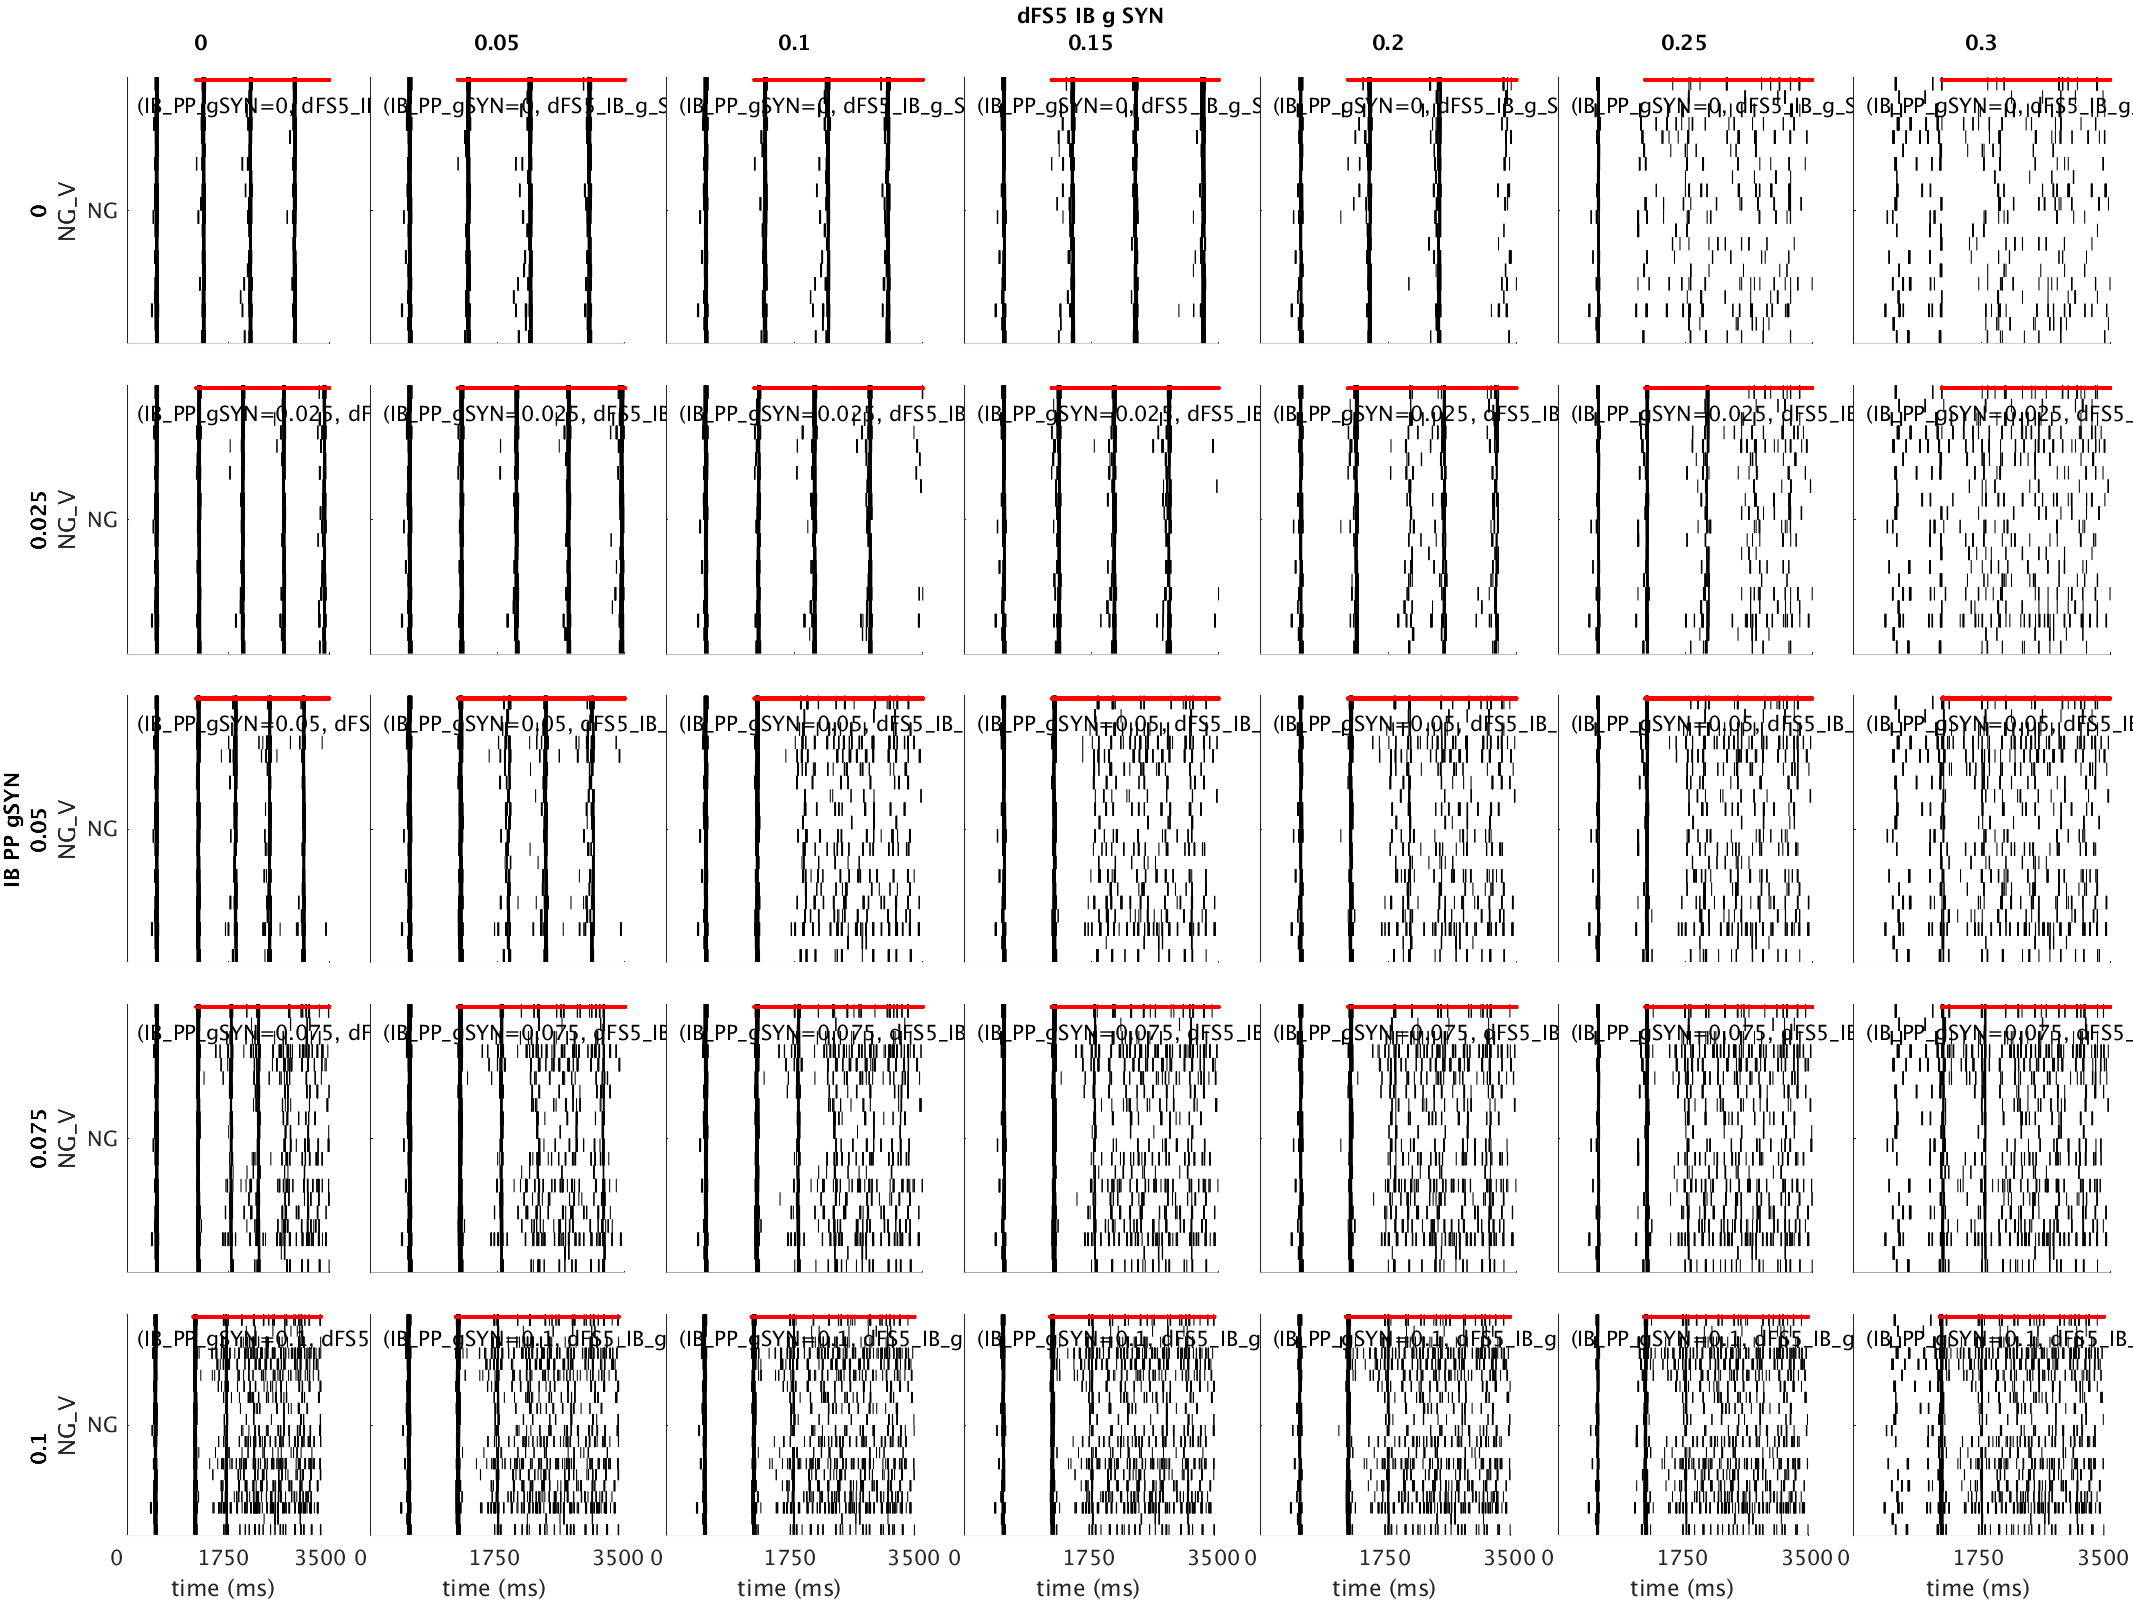 dFS5 IB g SYN
0 0.05 0.1 0.15 0.2 0.25 0.3
IB PP gSYN
0
NG_V
NG
(IB_PP_gSYN=0, dFS5_I (IB_PP_gSYN=0, dFS5_IB_g_S (IB_PP_gSYN=0, dFS5_IB_g_S (IB_PP_gSYN=0, dFS5_IB_g_S (IB_PP_gSYN=0, dFS5_IB_g_S (IB_PP_gSYN=0, dFS5_IB_g_S (IB_PP_gSYN=0, dFS5_IB_g_
0.025
NG_V
NG
(IB_PP_gSYN=0.025, dF (IB_PP_gSYN=0.025, dFS5_IB (IB_PP_gSYN=0.025, dFS5_IB (IB_PP_gSYN=0.025, dFS5_IB (IB_PP_gSYN=0.025, dFS5_IB (IB_PP_gSYN=0.025, dFS5_IB (IB_PP_gSYN=0.025, dFS5_
0.05
NG_V
NG
(IB_PP_gSYN=0.05, dFS (IB_PP_gSYN=0.05, dFS5_IB_ (IB_PP_gSYN=0.05, dFS5_IB_ (IB_PP_gSYN=0.05, dFS5_IB_ (IB_PP_gSYN=0.05, dFS5_IB_ (IB_PP_gSYN=0.05, dFS5_IB_ (IB_PP_gSYN=0.05, dFS5_I
0.075
NG_V
NG
(IB_PP_gSYN=0.075, dF (IB_PP_gSYN=0.075, dFS5_IB (IB_PP_gSYN=0.075, dFS5_IB (IB_PP_gSYN=0.075, dFS5_IB (IB_PP_gSYN=0.075, dFS5_IB (IB_PP_gSYN=0.075, dFS5_IB (IB_PP_gSYN=0.075, dFS5_
0.1
NG_V
NG
(IB_PP_gSYN=0.1, dFS5 (IB_PP_gSYN=0.1, dFS5_IB_g (IB_PP_gSYN=0.1, dFS5_IB_g (IB_PP_gSYN=0.1, dFS5_IB_g (IB_PP_gSYN=0.1, dFS5_IB_g (IB_PP_gSYN=0.1, dFS5_IB_g (IB_PP_gSYN=0.1, dFS5_IB_
0 1750 3500 0 1750 3500 0 1750 3500 0 1750 3500 0 1750 3500 0 1750 3500 0 1750 3500
time (ms) time (ms) time (ms) time (ms) time (ms) time (ms) time (ms)